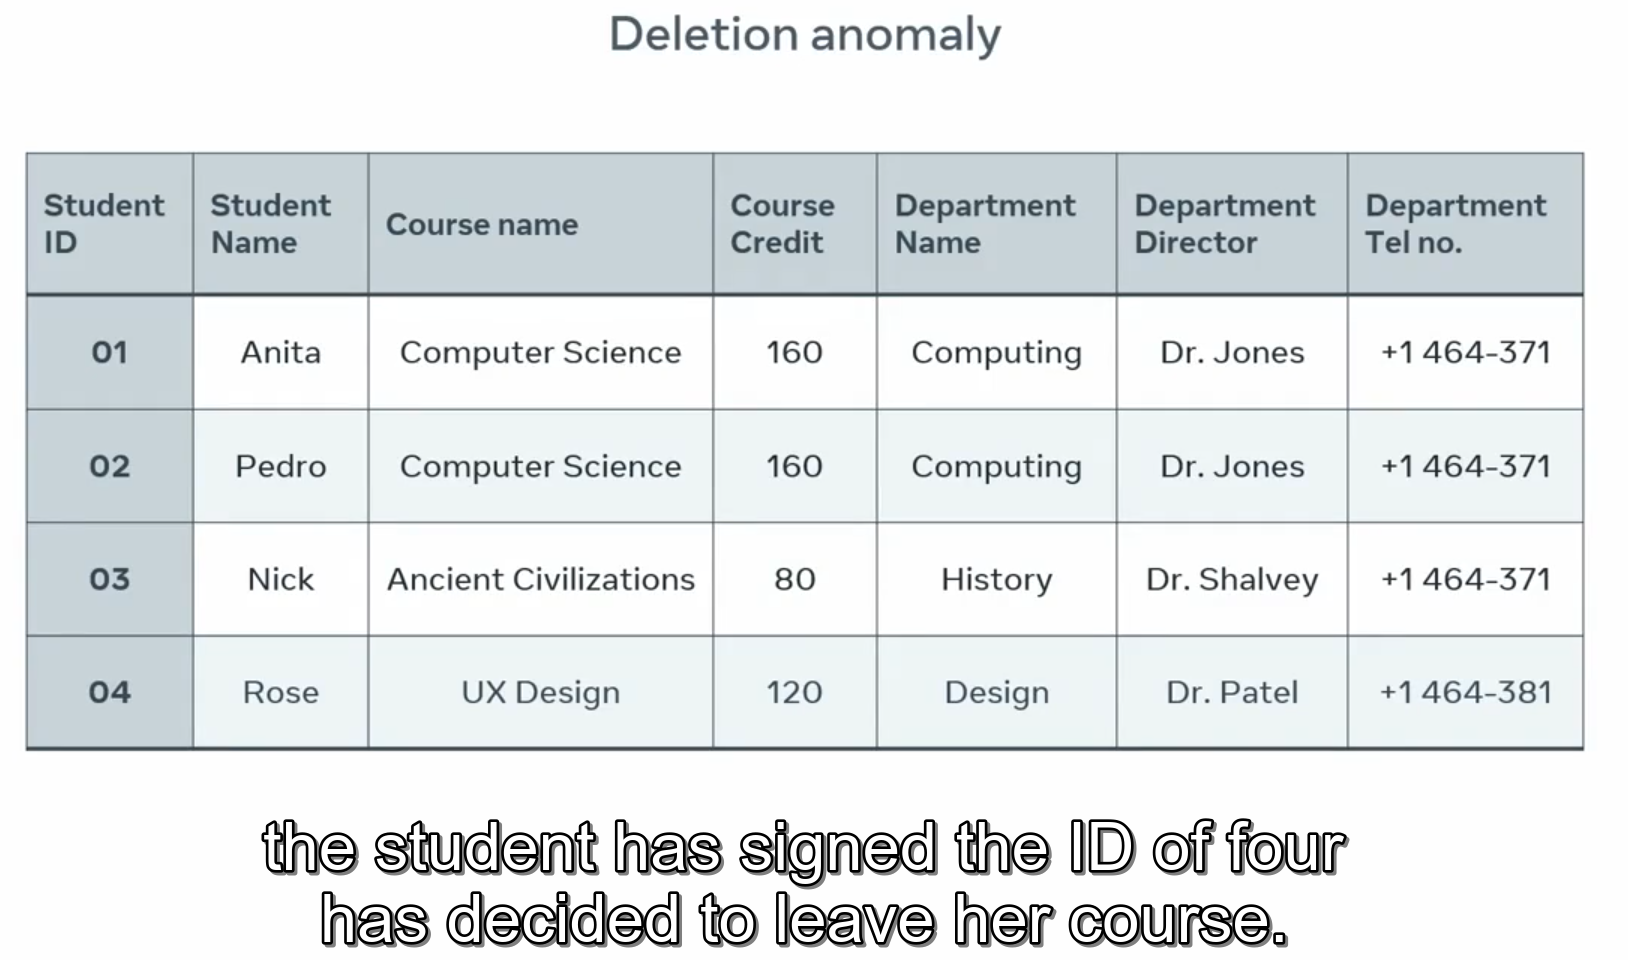 Deletion anomaly
Student ID Student Name Course name Course Credit Department Name Department Director Department Tel no.
01 Anita Computer Science 160 Computing Dr. Jones +1 464-371
02 Pedro Computer Science 160 Computing Dr. Jones +1 464-371
03 Nick Ancient Civilizations 80 History Dr. Shalvey +1 464-371
04 Rose UX Design 120 Design Dr. Patel +1 464-381
the student has signed the ID of four
has decided to leave her course.